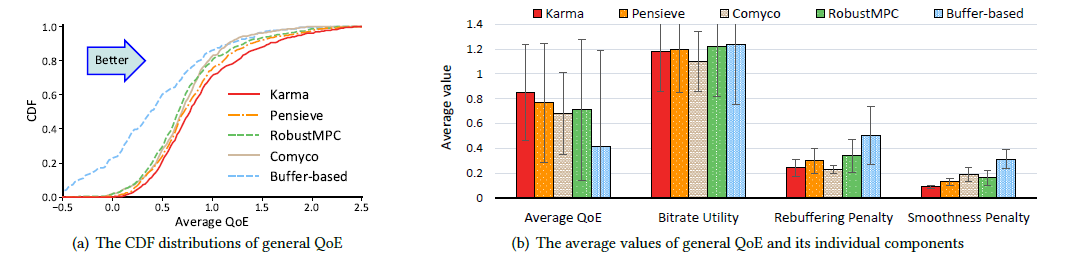 1.0
0.8
0.6
0.4
0.2
0.0
CDF
Better
Karma
Pensieve
RobustMPC
Comyco
Buffer-based
−0.5 0.0 0.5 1.0 1.5 2.0 2.5
Average QoE
(a) The CDF distributions of general QoE
Karma Pensieve Comyco RobustMPC Buffer-based
1.4
1.2
1
0.8
0.6
0.4
0.2
0
Average value
Average QoE Bitrate Utility Rebuffering Penalty Smoothness Penalty
(b) The average values of general QoE and its individual components